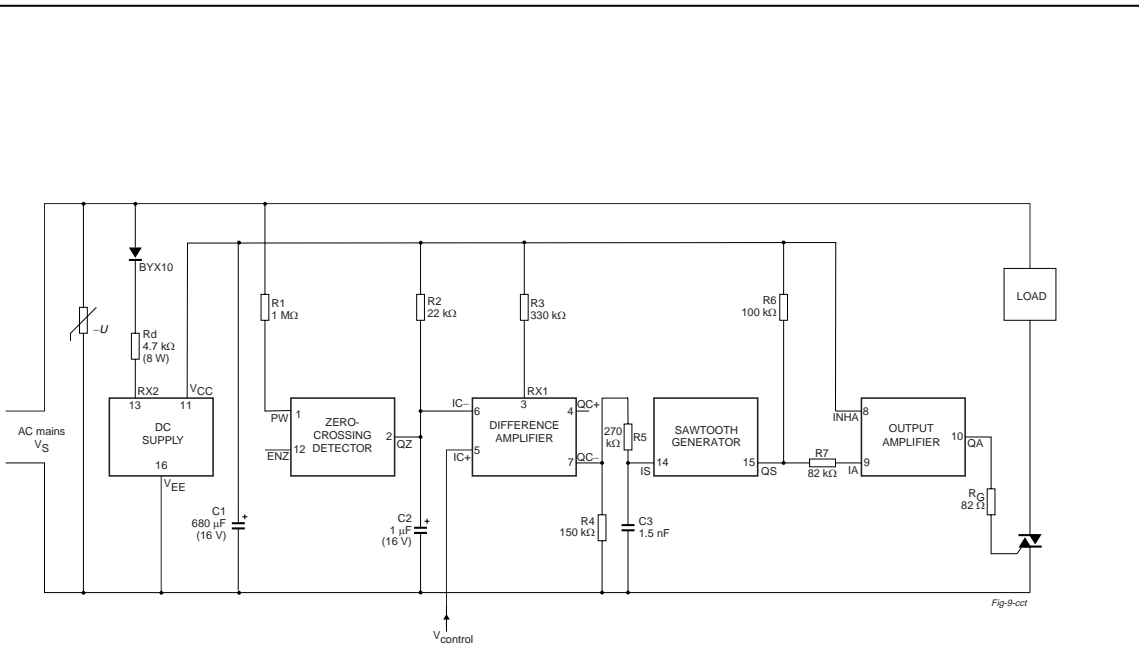 BYX10
R1
1 MΩ
R2
22 kΩ
R3
330 kΩ
R6
100 kΩ
LOAD
–U
Rd
4.7 kΩ
(8 W)
RX2
VCC
13
11
DC
SUPPLY
16
VEE
AC mains
VS
PW
1
ZERO-
CROSSING
DETECTOR
12
ENZ
2
QZ
IC–
6
IC+
5
RX1
3
DIFFERENCE
AMPLIFIER
4
QC+
7
QC–
270
kΩ
R5
SAWTOOTH
GENERATOR
IS
14
15
QS
R7
82 kΩ
INHA
8
IA
9
OUTPUT
AMPLIFIER
10
QA
RG
82 Ω
C1
680 µF
(16 V)
+
C2
1 µF
(16 V)
+
R4
150 kΩ
C3
1.5 nF
Vcontrol
Fig-9-cct